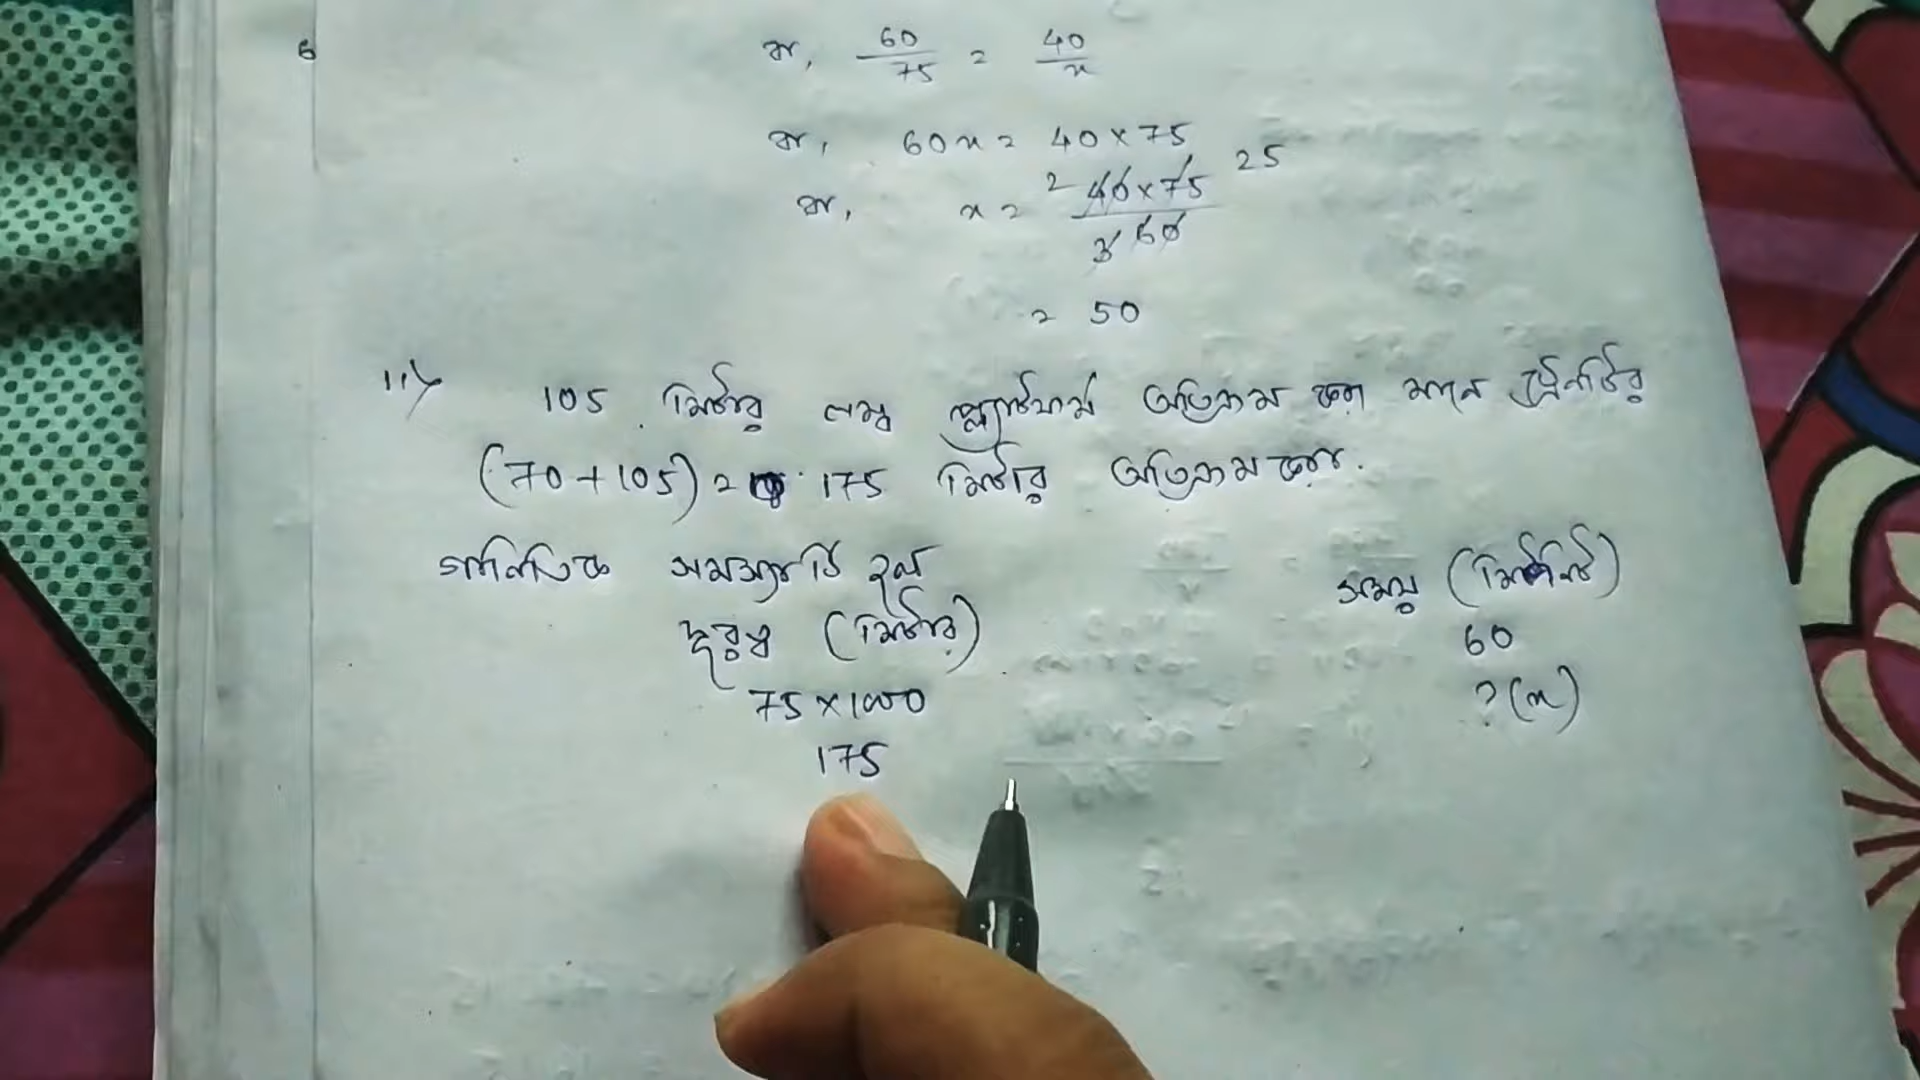 6
বা, 60/75 = 40/x
বা, 60x = 40×75
25
বা, x = 2 40×75 / 3 60
= 50
11) 105 মিটার লম্বা প্ল্যাটফর্ম অতিক্রম করা মানে ট্রেনটির
(70+105) = 175 মিটার অতিক্রম করা.
গানিতিক সমস্যাটি হল
দূরত্ব (মিটার) সময় (মিনিট)
75×1000 60
175 ?(x)